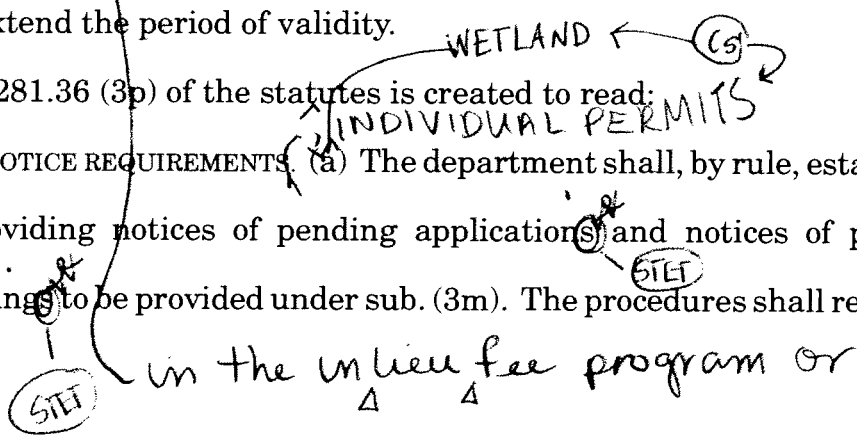 xtend the period of validity.
WETLAND CS
281.36 (3p) of the statutes is created to read:
INDIVIDUAL PERMITS
OTICE REQUIREMENTS. (a) The department shall, by rule, esta
viding notices of pending applications and notices of p
STET
ings to be provided under sub. (3m). The procedures shall re
in the in lieu fee program or
STET